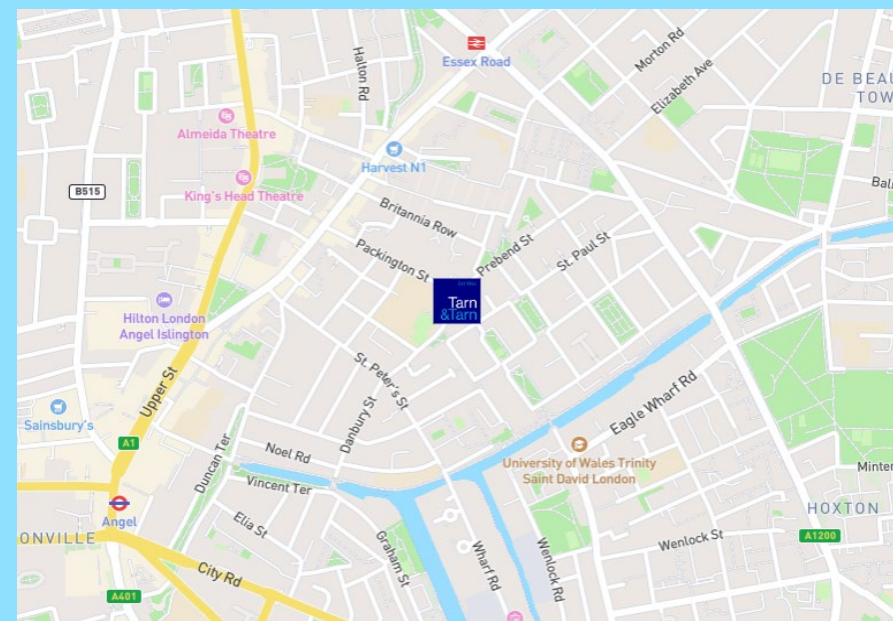 Essex Road
Halton Rd
Morton Rd
Elizabeth Ave
DE BEAU
TOW
Almeida Theatre
Harvest N1
King's Head Theatre
B515
Britannia Row
Packington St
Prebend St
St. Paul St
Tarn
&Tarn
Hilton London
Angel Islington
Upper St
St. Peter's St
Danbury St
Sainsbury's
A1
Duncan Ter
Noel Rd
Vincent Ter
Eagle Wharf Rd
University of Wales Trinity
Saint David London
Minter
HOXTON
A1200
Angel
ONVILLE
Elia St
Graham St
Wharf Rd
Wenlock Rd
Wenlock St
City Rd
A401